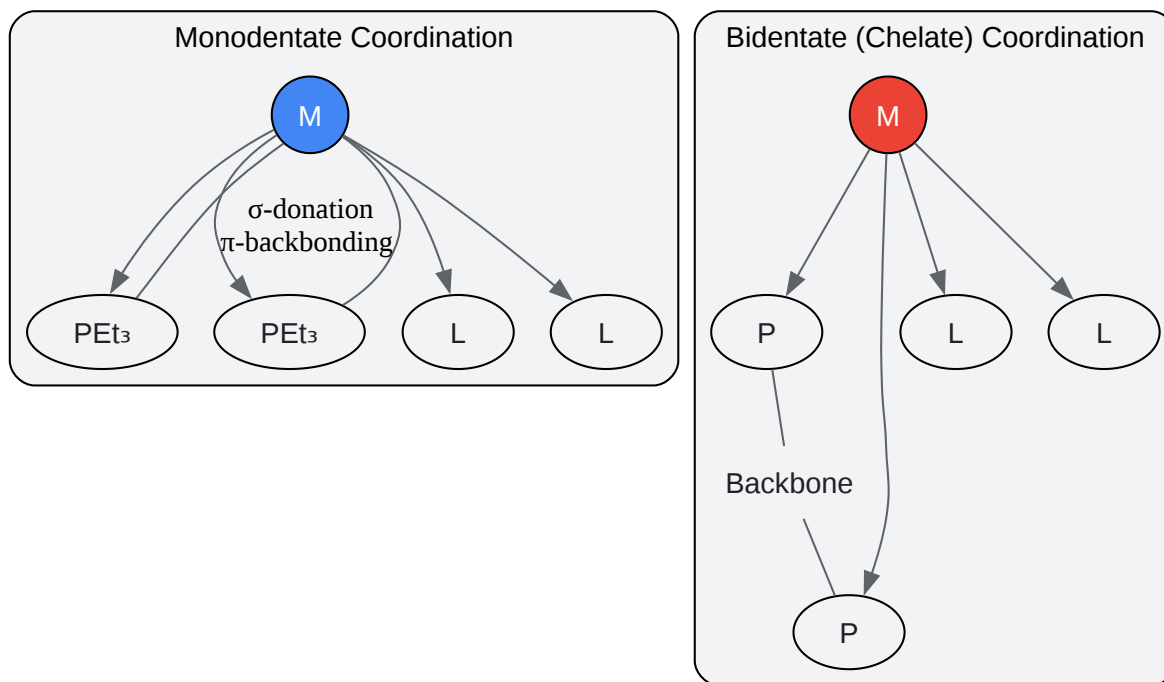 Monodentate Coordination
M
σ-donation
π-backbonding
PEt₃
PEt₃
L
L
Bidentate (Chelate) Coordination
M
P
L
L
Backbone
P